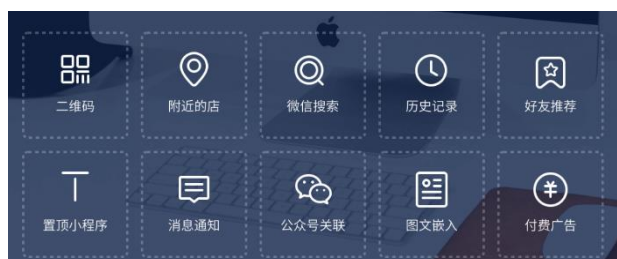 二维码
附近的店
微信搜索
历史记录
好友推荐
置顶小程序
消息通知
公众号关联
图文嵌入
付费广告